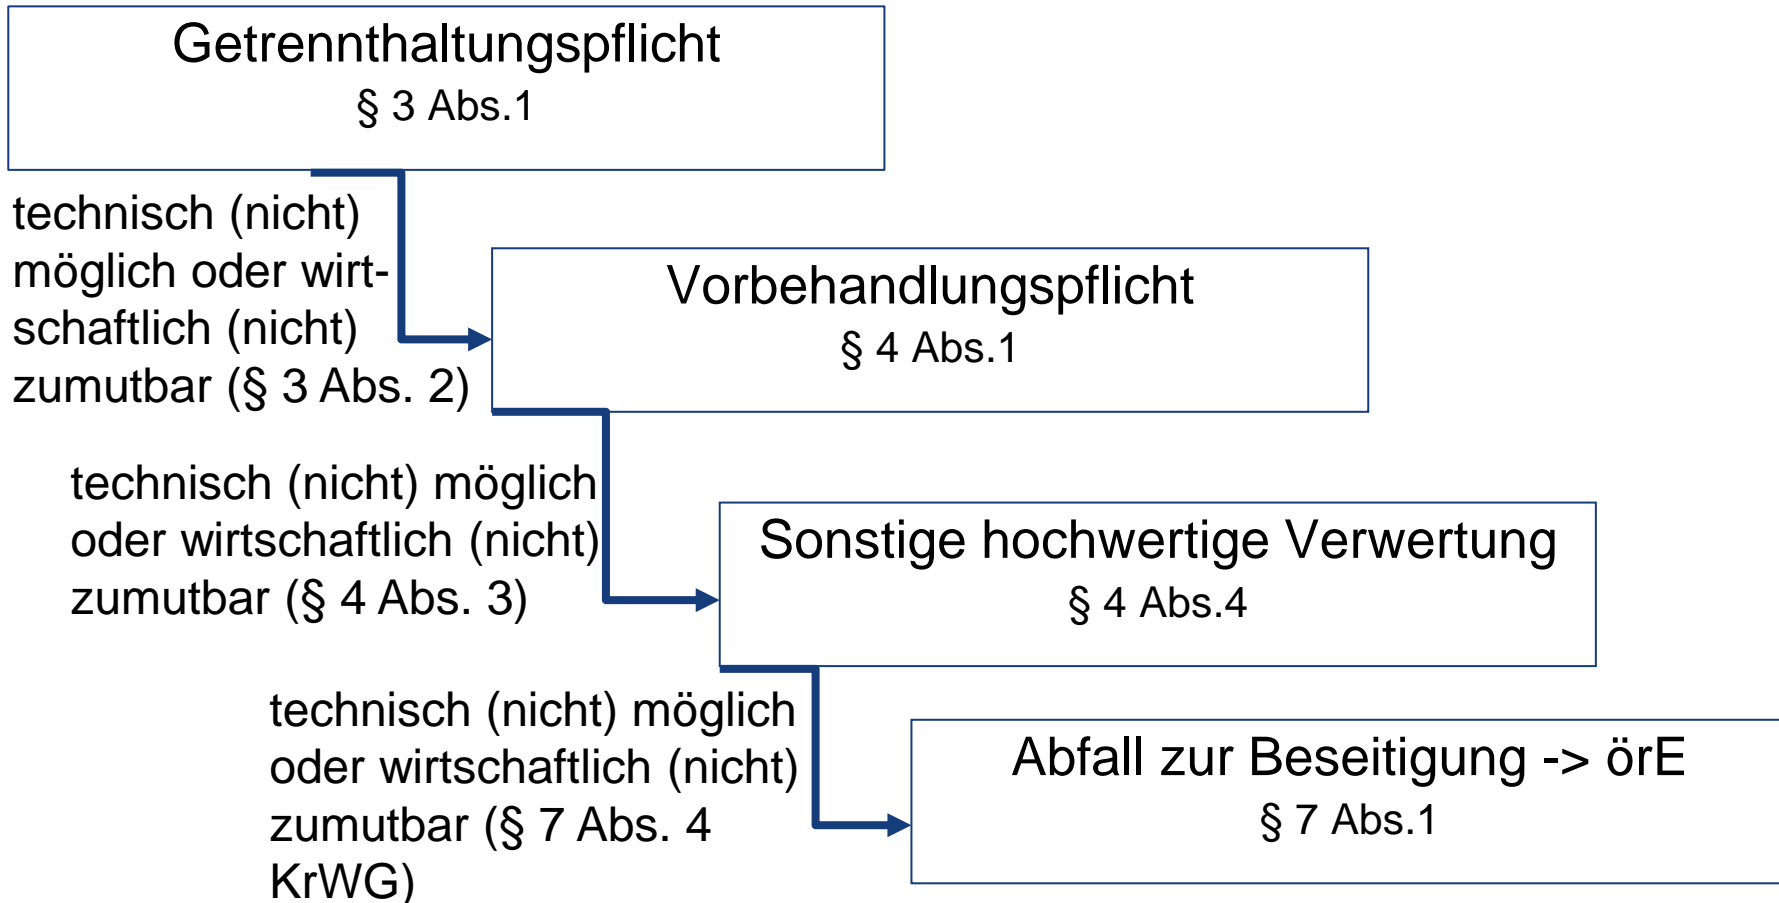 Getrennthaltungspflicht
§ 3 Abs.1
technisch (nicht)
möglich oder wirt-
schaftlich (nicht)
zumutbar (§ 3 Abs. 2)
Vorbehandlungspflicht
§ 4 Abs.1
technisch (nicht) möglich
oder wirtschaftlich (nicht)
zumutbar (§ 4 Abs. 3)
Sonstige hochwertige Verwertung
§ 4 Abs.4
technisch (nicht) möglich
oder wirtschaftlich (nicht)
zumutbar (§ 7 Abs. 4
KrWG)
Abfall zur Beseitigung -> örE
§ 7 Abs.1